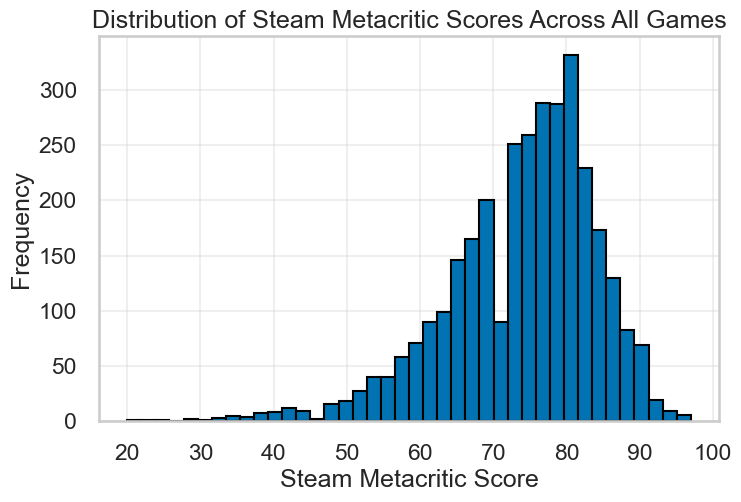 Distribution of Steam Metacritic Scores Across All Games
Frequency
300
250
200
150
100
50
0
20 30 40 50 60 70 80 90 100
Steam Metacritic Score